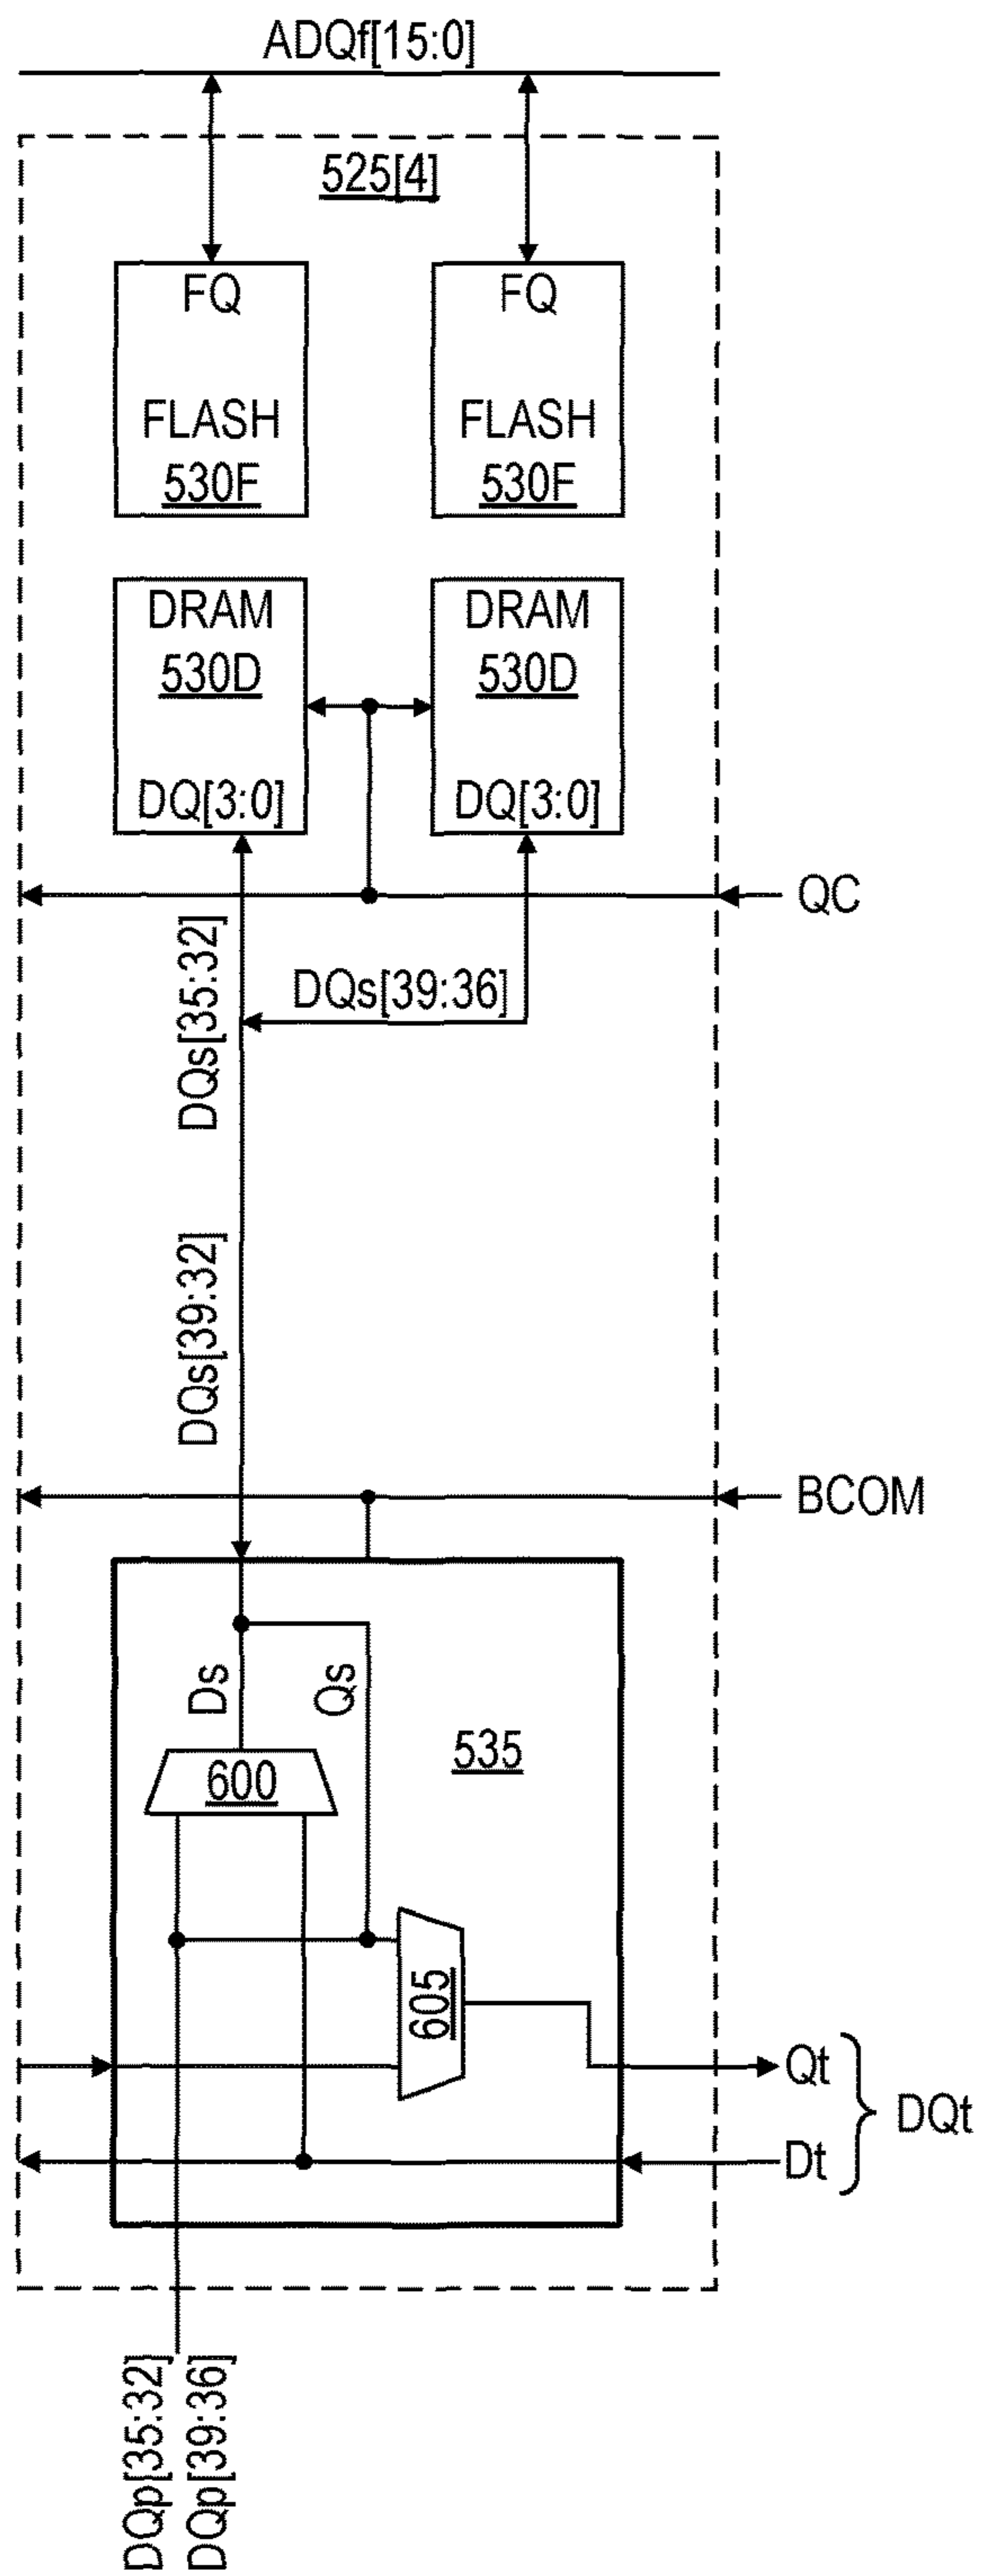 ADQf[15:0]
525[4]
FQ
FLASH
530F
FQ
FLASH
530F
DRAM
530D
DQ[3:0]
DRAM
530D
DQ[3:0]
QC
DQs[35:32]
DQs[39:36]
DQs[39:32]
BCOM
Ds
Qs
535
600
605
Qt
DQt
Dt
DQp[35:32]
DQp[39:36]